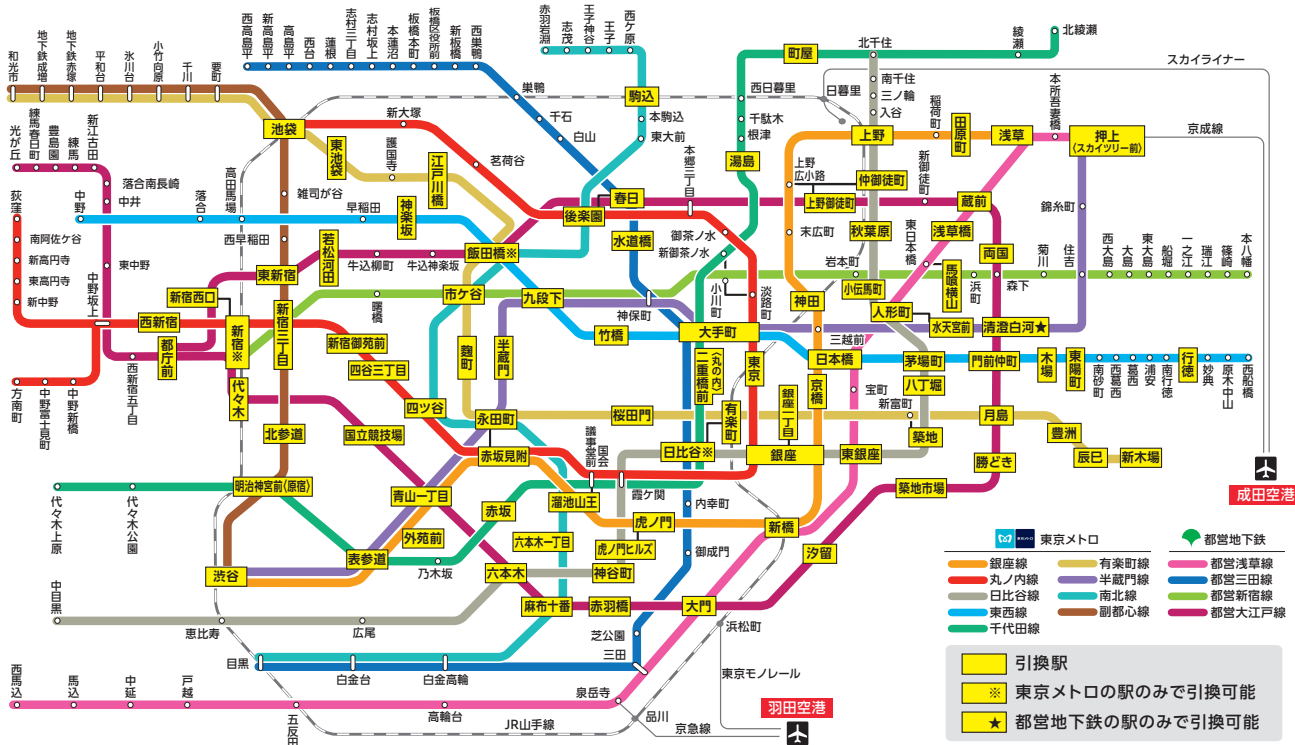 和光市
地下鉄成増
地下鉄赤塚
平和台
氷川台
小竹向原
千川
要町
西高島平
新高島平
高島平
西台
蓮根
志村三丁目
志村坂上
本蓮沼
板橋本町
板橋区役所前
新板橋
西巣鴨
赤羽岩淵
志茂
王子神谷
王子
西ケ原
町屋
北千住
綾瀬
北綾瀬
スカイライナー
巣鴨
駒込
西日暮里
日暮里
南千住
三ノ輪
入谷
稲荷町
田原町
浅草
本所吾妻橋
押上
(スカイツリー前)
京成線
池袋
新大塚
千石
白山
本駒込
東大前
千駄木
根津
上野
光が丘
練馬春日町
豊島園
練馬
新江古田
落合南長崎
中井
東池袋
護国寺
江戸川橋
茗荷谷
湯島
本郷三丁目
上野広小路
仲御徒町
上野御徒町
新御徒町
蔵前
錦糸町
高田馬場
雑司が谷
荻窪
中野
落合
早稲田
神楽坂
後楽園
春日
南阿佐ケ谷
新高円寺
東高円寺
新中野
中野坂上
東中野
西早稲田
東新宿
若松河田
牛込柳町
牛込神楽坂
飯田橋※
水道橋
御茶ノ水
新御茶ノ水
末広町
秋葉原
東日本橋
浅草橋
両国
岩本町
小伝馬町
馬喰横山
浜町
森下
菊川
住吉
西大島
大島
東大島
船堀
一之江
瑞江
篠崎
本八幡
新宿西口
新宿三丁目
曙橋
市ケ谷
九段下
神保町
小川町
淡路町
神田
人形町
水天宮前
清澄白河★
西新宿
都庁前
新宿※
新宿御苑前
四谷三丁目
麹町
半蔵門
竹橋
大手町
三越前
日本橋
茅場町
門前仲町
木場
東陽町
南砂町
西葛西
葛西
浦安
南行徳
行徳
妙典
原木中山
西船橋
方南町
中野富士見町
中野新橋
西新宿五丁目
代々木
四ツ谷
二重橋前
(丸の内)
東京
京橋
宝町
八丁堀
北参道
国立競技場
永田町
桜田門
有楽町
銀座一丁目
新富町
築地
月島
豊洲
辰巳
新木場
赤坂見附
国会
議事堂前
日比谷※
銀座
東銀座
勝どき
築地市場
成田空港
代々木上原
代々木公園
明治神宮前〈原宿〉
青山一丁目
赤坂
溜池山王
霞ケ関
内幸町
外苑前
六本木一丁目
虎ノ門
虎ノ門ヒルズ
新橋
汐留
表参道
乃木坂
渋谷
六本木
神谷町
御成門
中目黒
恵比寿
広尾
麻布十番
赤羽橋
大門
芝公園
浜松町
三田
目黒
白金台
白金高輪
東京モノレール
西馬込
馬込
中延
戸越
五反田
高輪台
泉岳寺
品川
JR山手線
京急線
羽田空港
東京メトロ
都営地下鉄
銀座線
有楽町線
都営浅草線
丸ノ内線
半蔵門線
都営三田線
日比谷線
南北線
都営新宿線
東西線
副都心線
都営大江戸線
千代田線
引換駅
※ 東京メトロの駅のみで引換可能
★ 都営地下鉄の駅のみで引換可能